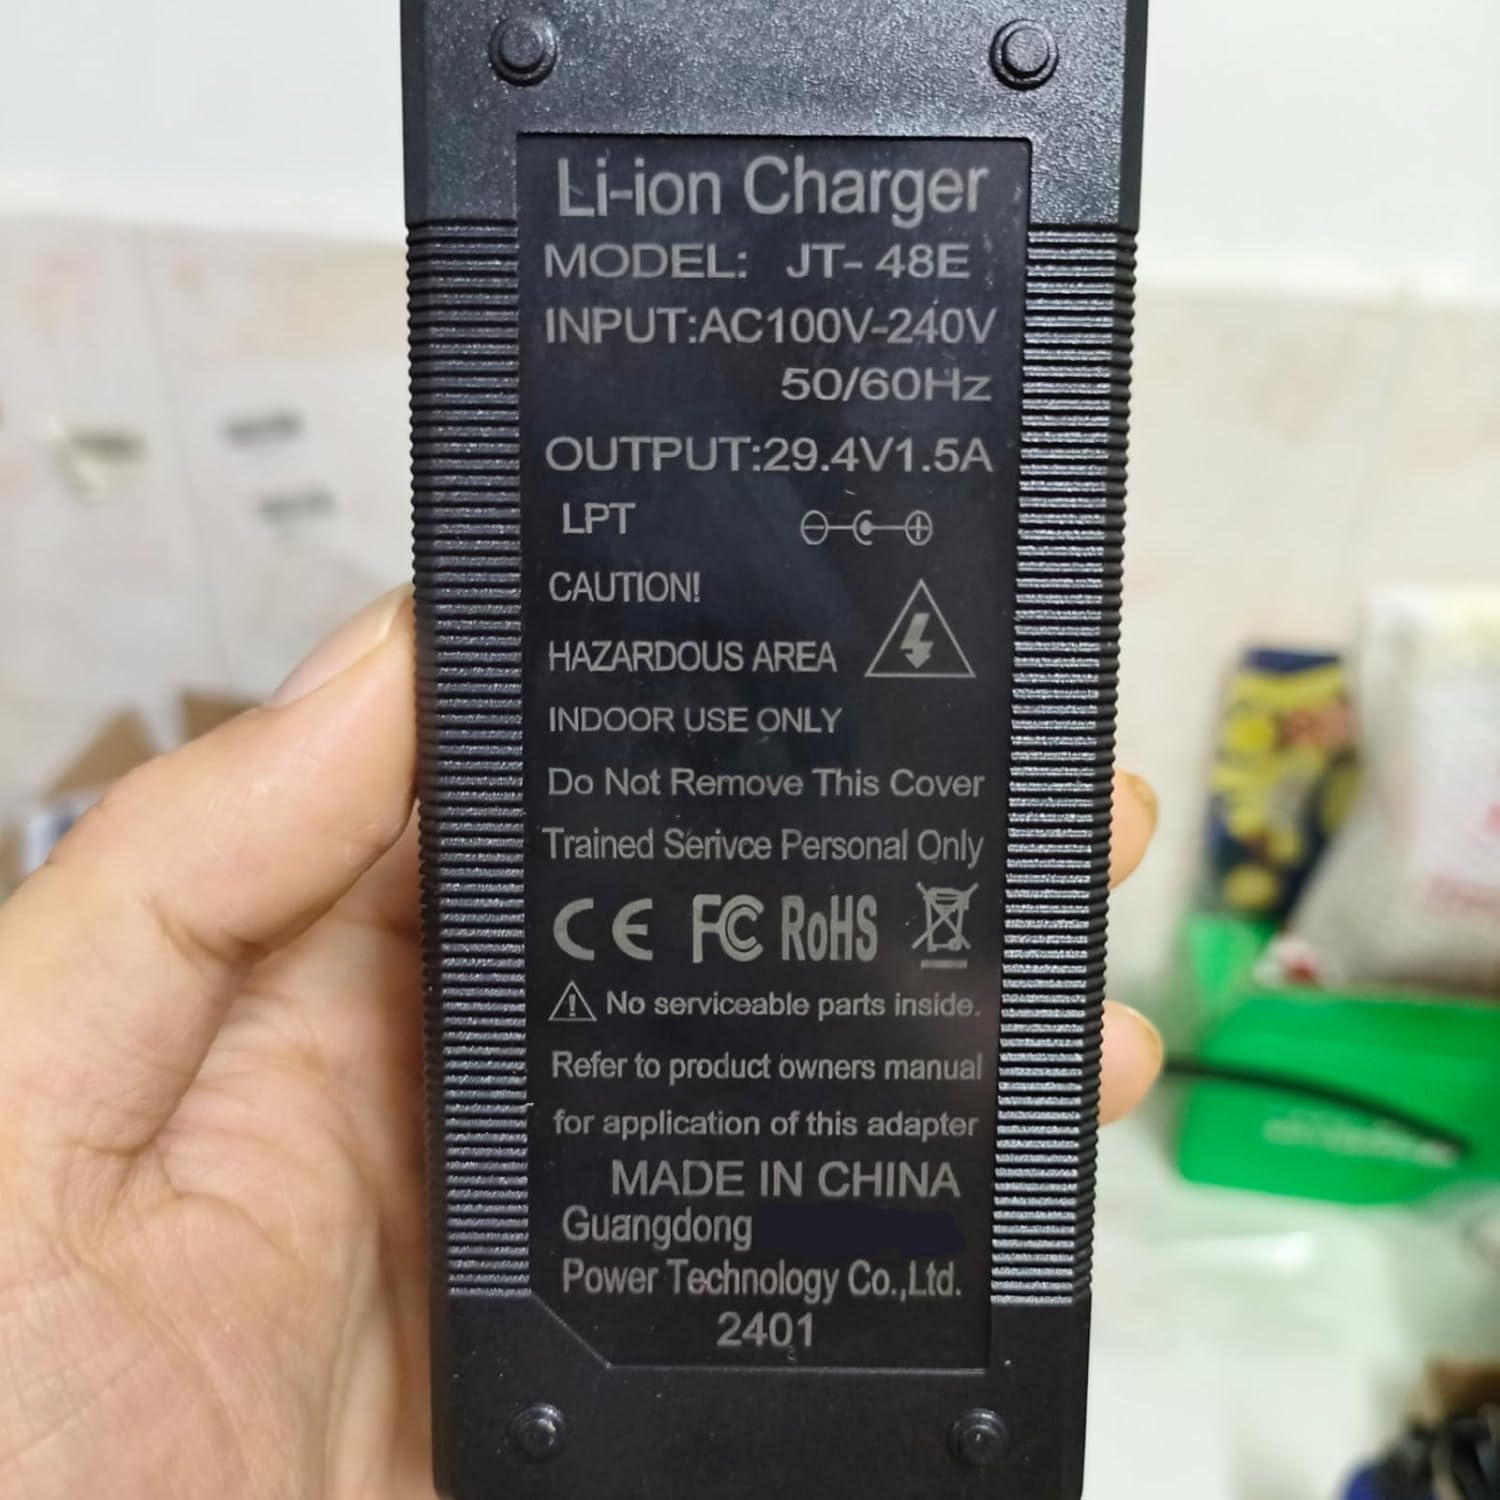 Li-ion Charger
MODEL: JT- 48E
INPUT:AC100V-240V
50/60Hz
OUTPUT:29.4V1.5A
LPT
CAUTION!
HAZARDOUS AREA
INDOOR USE ONLY
Do Not Remove This Cover
Trained Serivce Personal Only
CE FC RoHS
No serviceable parts inside.
Refer to product owners manual
for application of this adapter
MADE IN CHINA
Guangdong
Power Technology Co.,Ltd.
2401